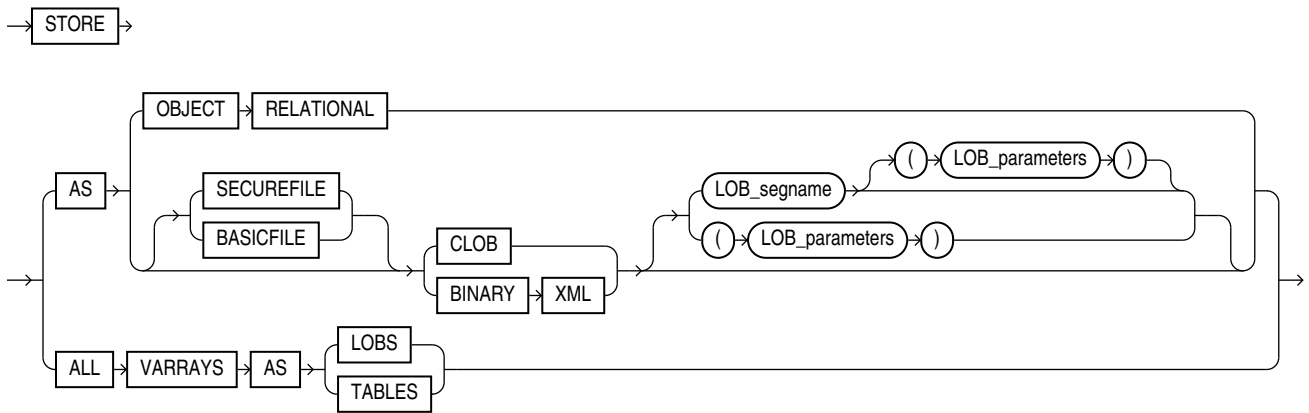 STORE
OBJECT RELATIONAL
( LOB_parameters )
AS SECUREFILE LOB_segname
BASICFILE ( LOB_parameters )
CLOB
BINARY XML
LOBS
ALL VARRAYS AS
TABLES